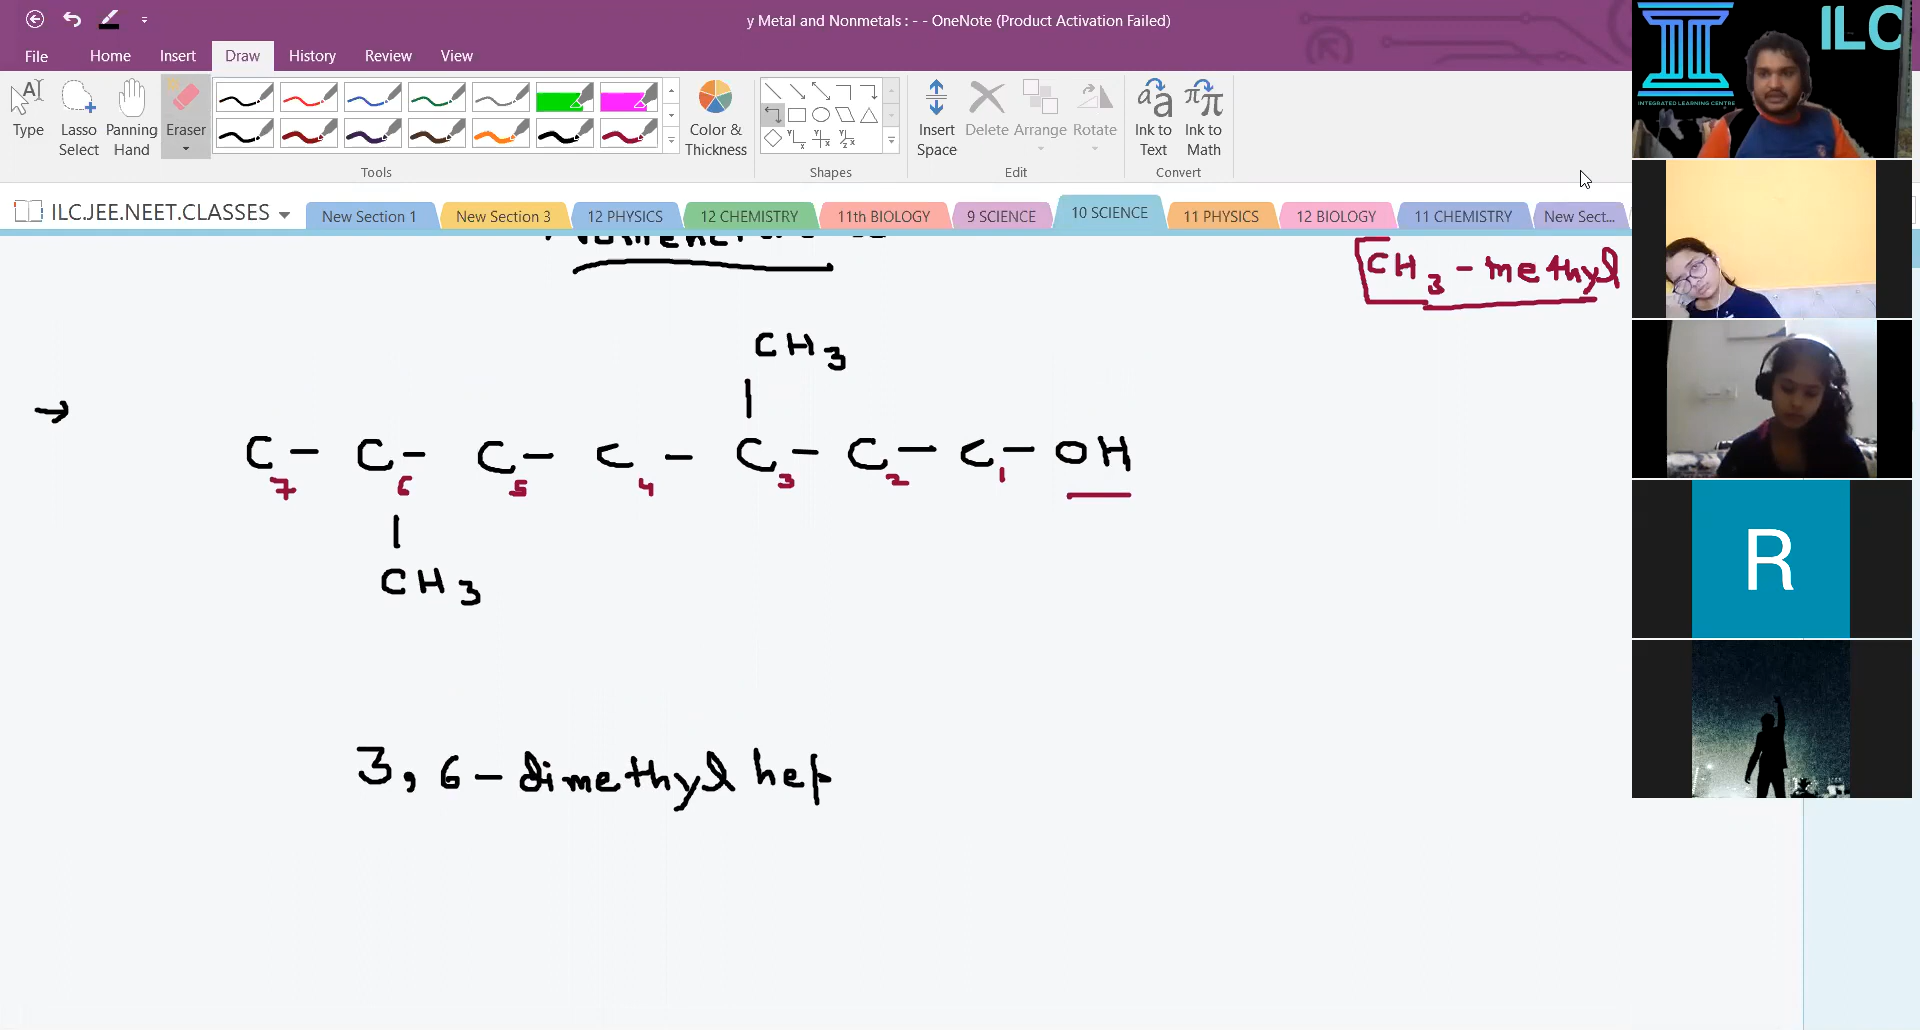 y Metal and Nonmetals : - - OneNote (Product Activation Failed)
File Home Insert Draw History Review View
Type Lasso Select Panning Hand Eraser Color & Thickness Insert Space Delete Arrange Rotate Ink to Text Ink to Math
Tools Shapes Edit Convert
ILC
INTEGRATED LEARNING CENTRE
ILC.JEE.NEET.CLASSES New Section 1 New Section 3 12 PHYSICS 12 CHEMISTRY 11th BIOLOGY 9 SCIENCE 10 SCIENCE 11 PHYSICS 12 BIOLOGY 11 CHEMISTRY New Sect...
CH3 - methyl
CH3
→
C - C - C - C - C - C - C - OH
7 6 5 4 3 2 1
CH3
R
3, 6 - dimethyl hep